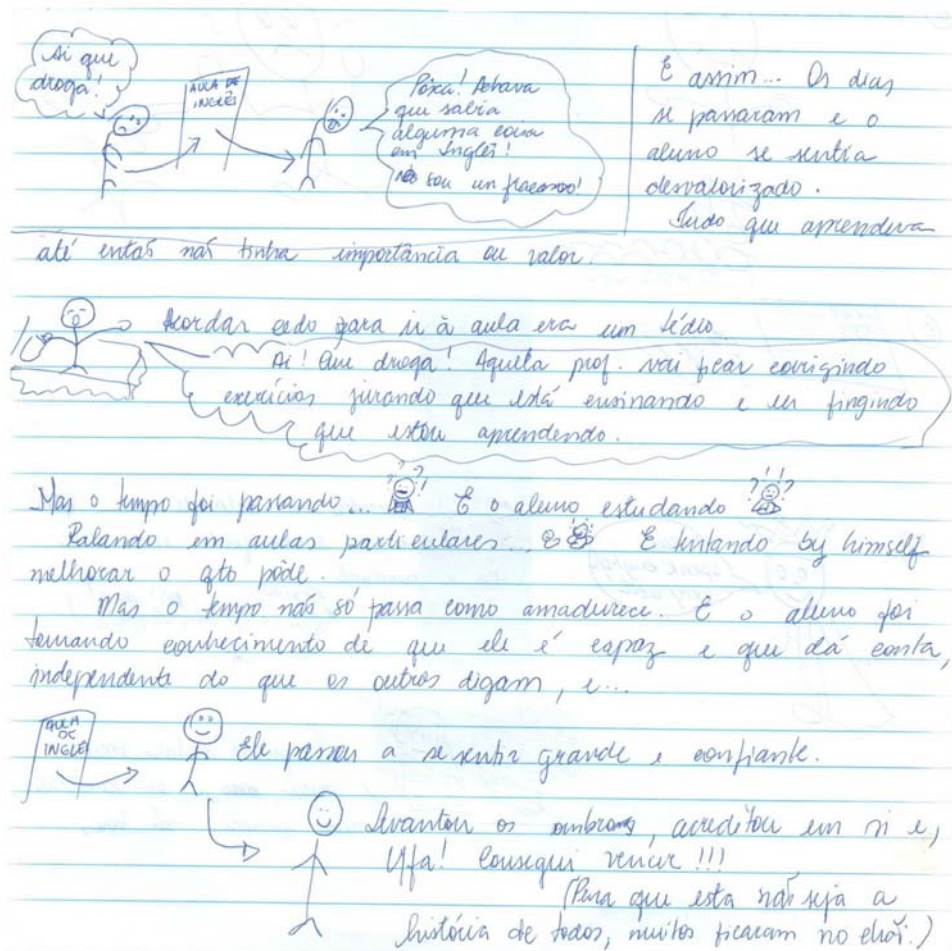 Ai que
droga!
AULA DE
INGLÊS
Pôxa! Achava
que sabia
alguma coisa
em Inglês!
sou un fracasso!
E assim... Os dias
se passaram e o
aluno se sentia
desvalorizado.
Tudo que aprendera
até então não tinha importância ou valor.
Acordar cedo para ir à aula era um tédio
Ai! Que droga! Aquela prof. vai ficar corrigindo
exercícios jurando que está ensinando e eu fingindo
que estou aprendendo.
Mas o tempo foi passando... ? ? ! E o aluno estudando ? ! ! ?
Ralando em aulas particulares... E tentando by himself
melhorar o qto pôde.
Mas o tempo não só passa como amadurece. E o aluno foi
tomando conhecimento de que ele é capaz e que dá conta,
independente do que os outros digam, e...
AULA
DE
INGLÊS
Ele passou a se sentir grande e confiante.
Levantou os ombros, acreditou em si e,
Ufa! Consegui vencer!!!
(Pena que esta não seja a
história de todos, muitos ficaram no chão.)